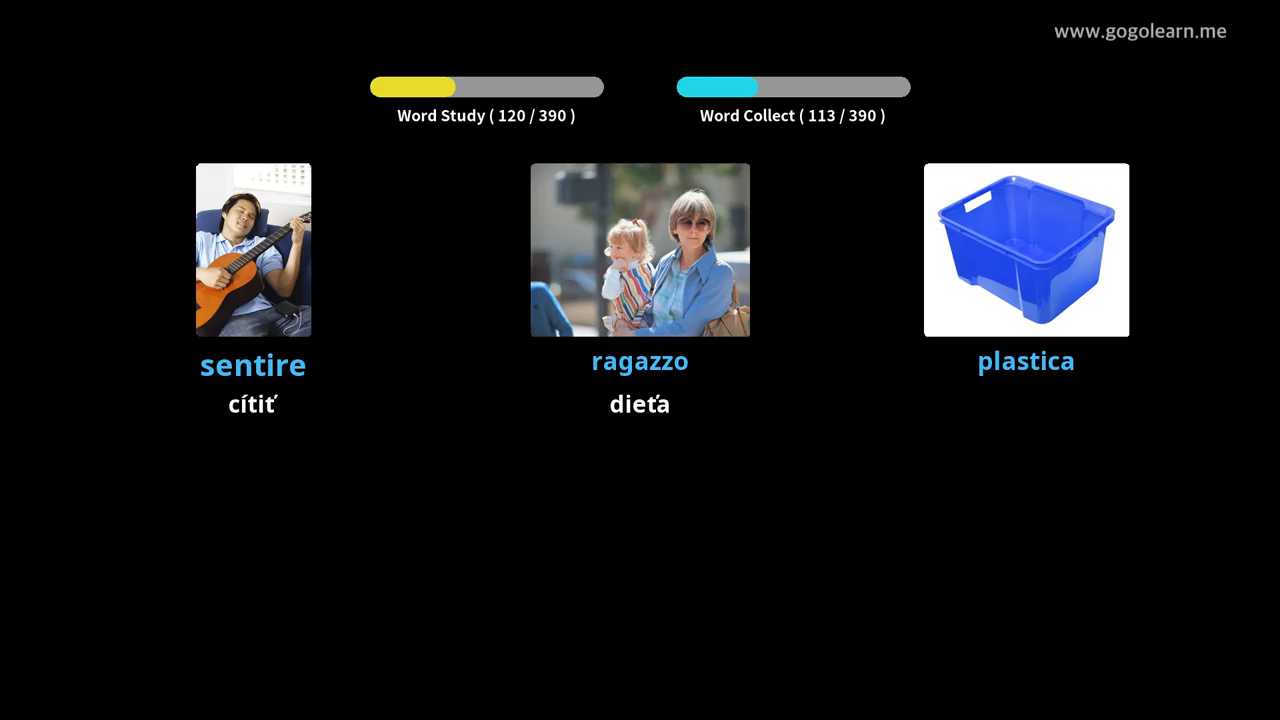 www.gogolearn.me
Word Study ( 120 / 390 )
Word Collect ( 113 / 390 )
sentire
ragazzo
plastica
cítiť
dieťa